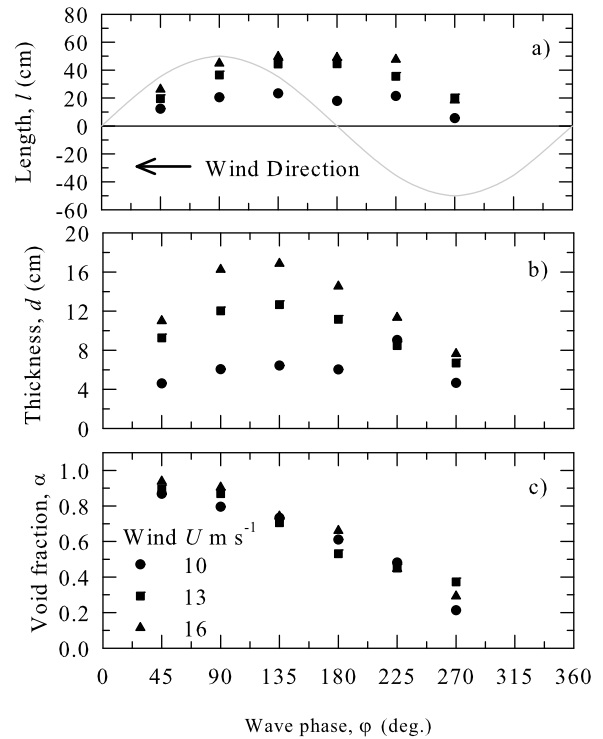 80
60
40
20
0
-20
-40
-60
Length, l (cm)
a)
Wind Direction
20
16
12
8
4
0
Thickness, d (cm)
b)
1.0
0.8
0.6
0.4
0.2
0.0
Void fraction, α
c)
Wind U m s-1
10
13
16
0 45 90 135 180 225 270 315 360
Wave phase, φ (deg.)